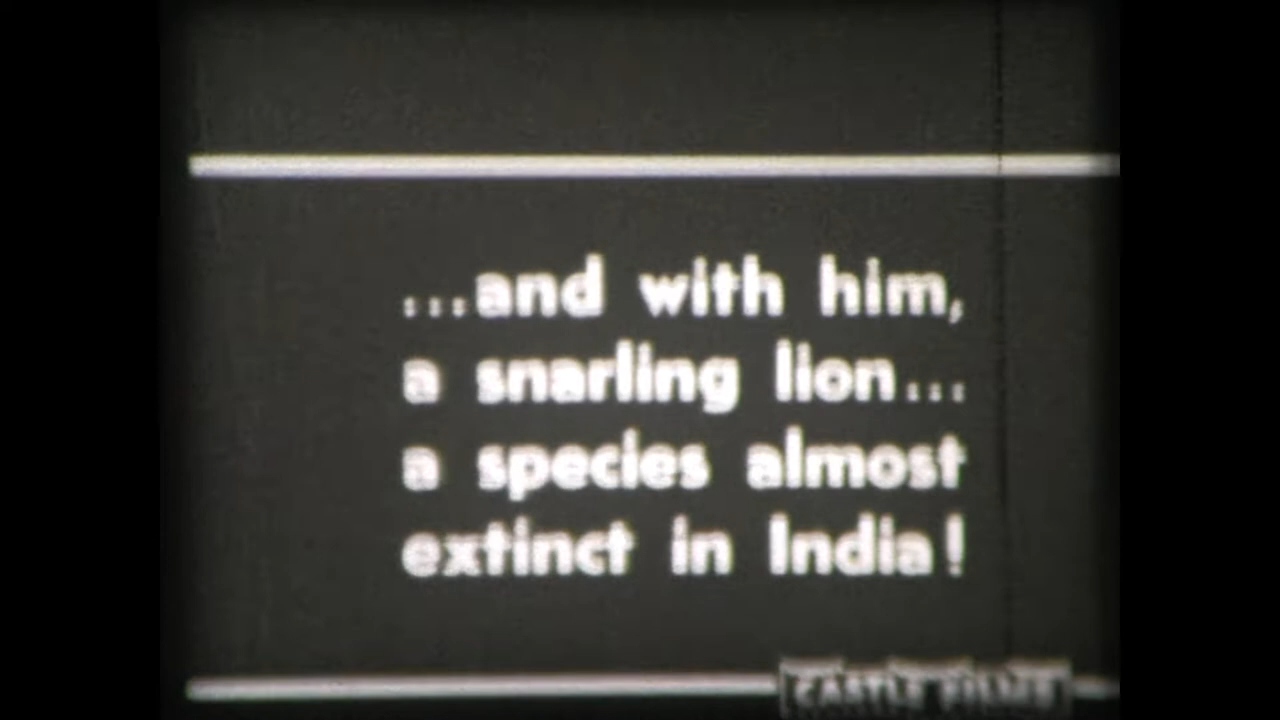 ...and with him,
a snarling lion...
a species almost
extinct in India!
CASTLE FILMS